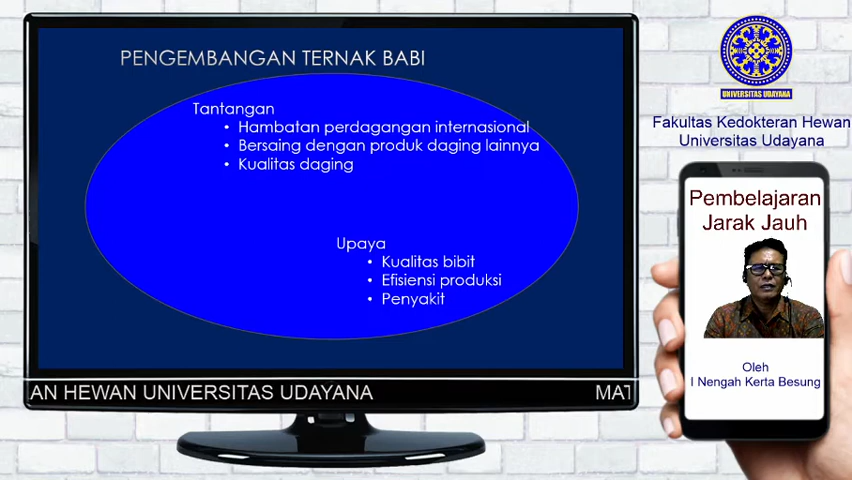 PENGEMBANGAN TERNAK BABI
Tantangan
• Hambatan perdagangan internasional
• Bersaing dengan produk daging lainnya
• Kualitas daging
Upaya
• Kualitas bibit
• Efisiensi produksi
• Penyakit
AN HEWAN UNIVERSITAS UDAYANA
MAT
UNIVERSITAS UDAYANA
Fakultas Kedokteran Hewan
Universitas Udayana
Pembelajaran
Jarak Jauh
Oleh
I Nengah Kerta Besung